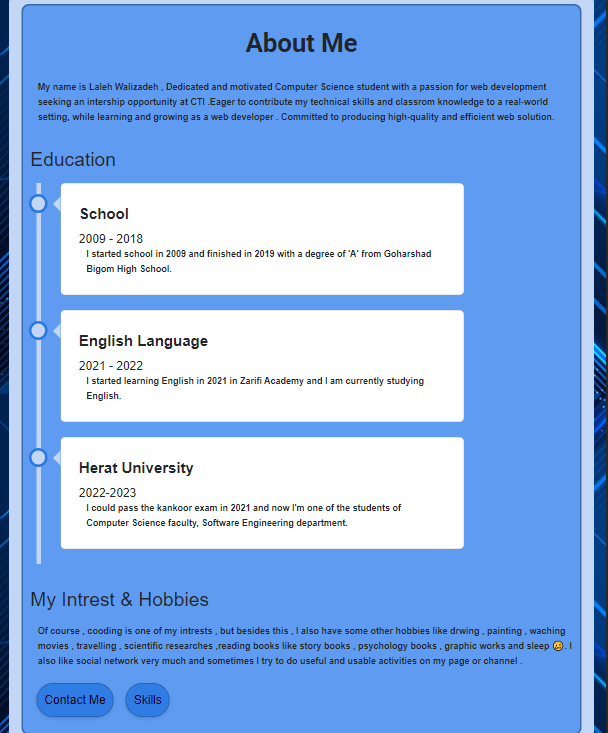 About Me
My name is Laleh Walizadeh , Dedicated and motivated Computer Science student with a passion for web development
seeking an intership opportunity at CTI .Eager to contribute my technical skills and classrom knowledge to a real-world
setting, while learning and growing as a web developer . Committed to producing high-quality and efficient web solution.
Education
School
2009 - 2018
I started school in 2009 and finished in 2019 with a degree of 'A' from Goharshad
Bigom High School.
English Language
2021 - 2022
I started learning English in 2021 in Zarifi Academy and I am currently studying
English.
Herat University
2022-2023
I could pass the kankoor exam in 2021 and now I'm one of the students of
Computer Science faculty, Software Engineering department.
My Intrest & Hobbies
Of course , cooding is one of my intrests , but besides this , I also have some other hobbies like drwing , painting , waching
movies , travelling , scientific researches ,reading books like story books , psychology books , graphic works and sleep 🥴. I
also like social network very much and sometimes I try to do useful and usable activities on my page or channel .
Contact Me
Skills